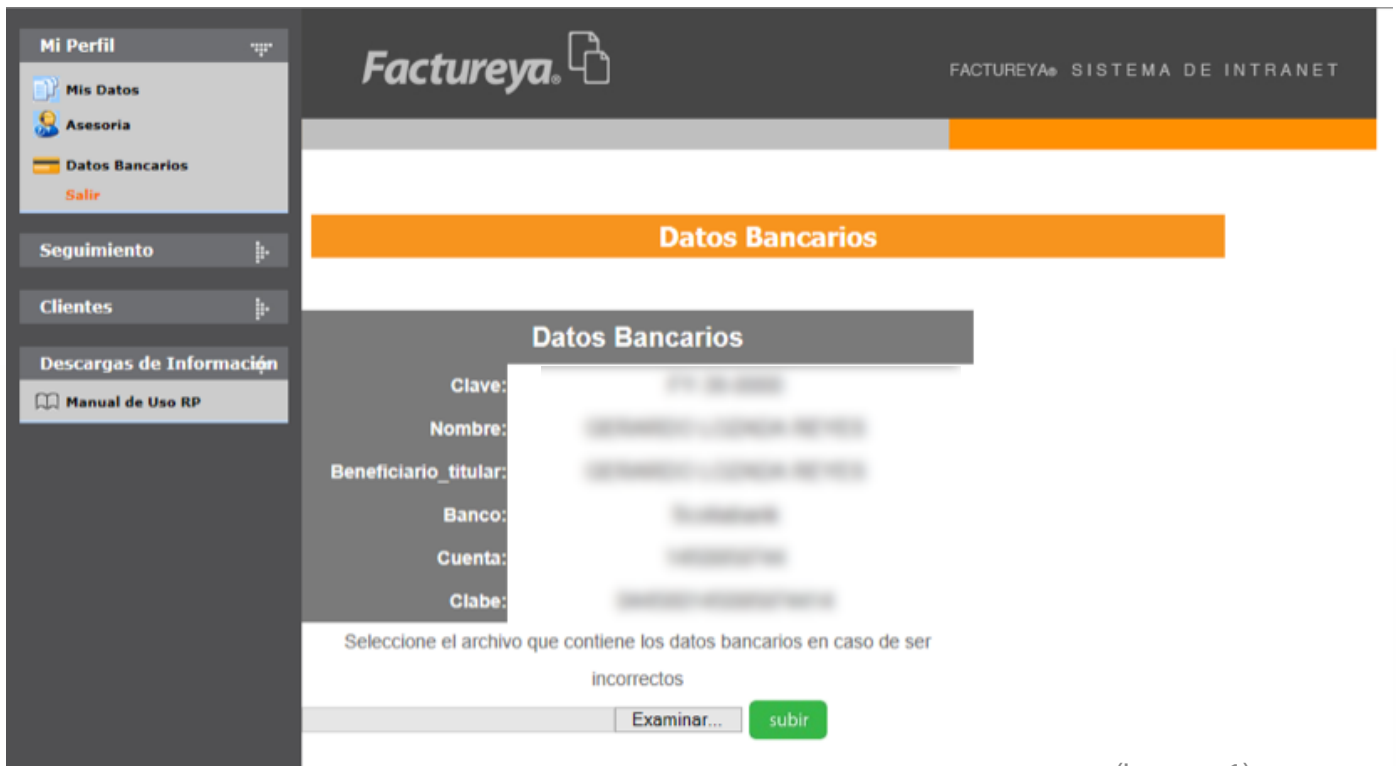 Mi Perfil
Mis Datos
Asesoria
Datos Bancarios
Salir
Seguimiento
Clientes
Descargas de Información
Manual de Uso RP
Factureya®
FACTUREYA® SISTEMA DE INTRANET
Datos Bancarios
Datos Bancarios
Clave:
Nombre:
Beneficiario_titular:
Banco:
Cuenta:
Clabe:
Seleccione el archivo que contiene los datos bancarios en caso de ser
incorrectos
Examinar... subir